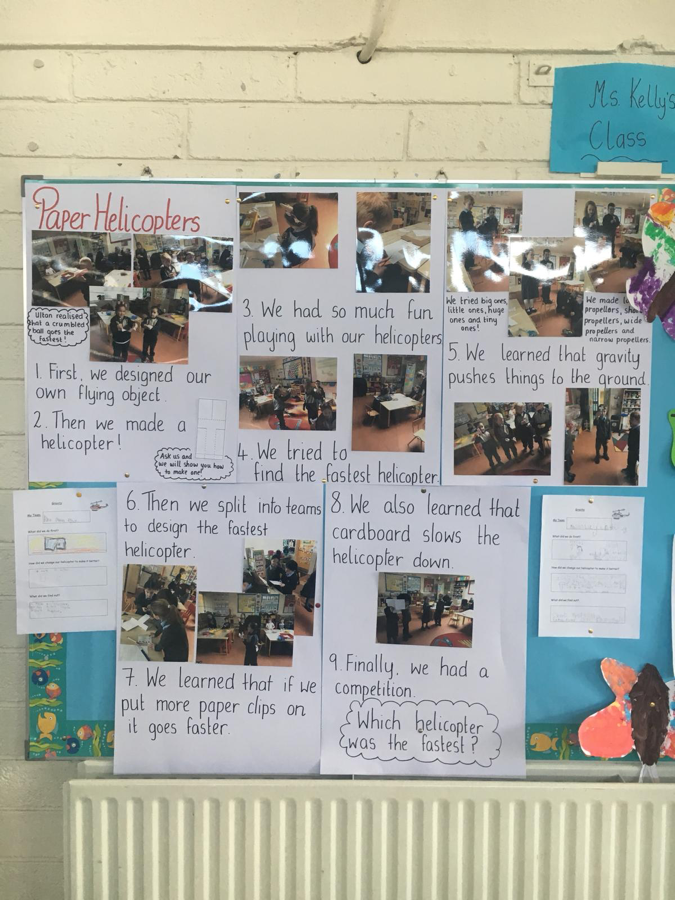 Ms. Kelly's
Class
Paper Helicopters
Ulton realised
that a crumbled
ball goes the
fastest!
1. First, we designed our
own flying object.
2. Then we made a
helicopter!
Ask us and
we will show you how
to make one!
3. We had so much fun
playing with our helicopters
4. We tried to
find the fastest helicopter
We tried big ones,
little ones, huge
ones and tiny
ones!
We made
propellers,
propellers, wide
propellers and
narrow propellers
5. We learned that gravity
pushes things to the ground.
6. Then we split into teams
to design the fastest
helicopter.
7. We learned that if we
put more paper clips on
it goes faster.
8. We also learned that
cardboard slows the
helicopter down.
9. Finally, we had a
competition.
Which helicopter
was the fastest?